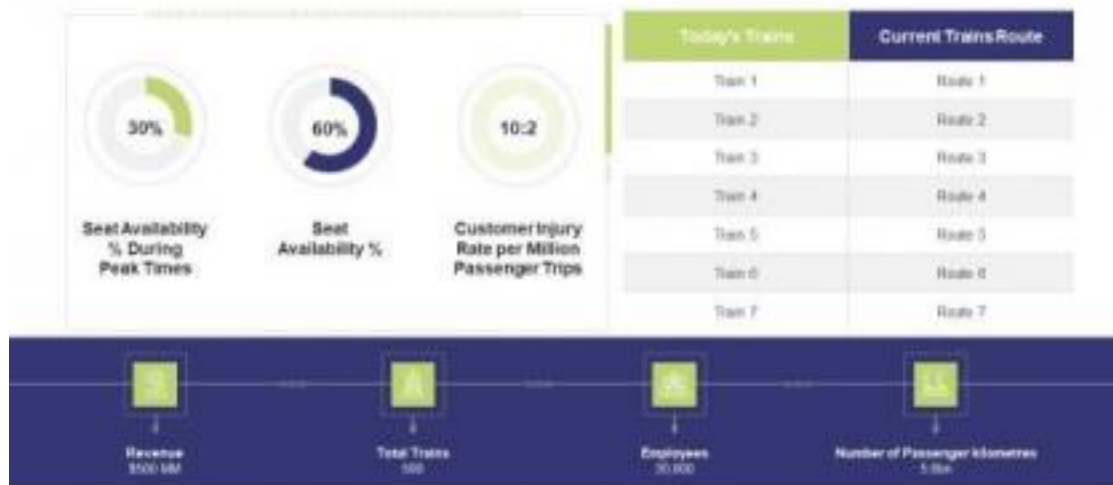 30%
60%
10:2
Seat Availability
% During
Peak Times
Seat
Availability %
Customer Injury
Rate per Million
Passenger Trips
Today's Trains
Current Trains Route
Train 1
Route 1
Train 2
Route 2
Train 3
Route 3
Train 4
Route 4
Train 5
Route 5
Train 6
Route 6
Train 7
Route 7
Revenue
$500 MM
Total Trains
500
Employees
Number of Passenger kilometres